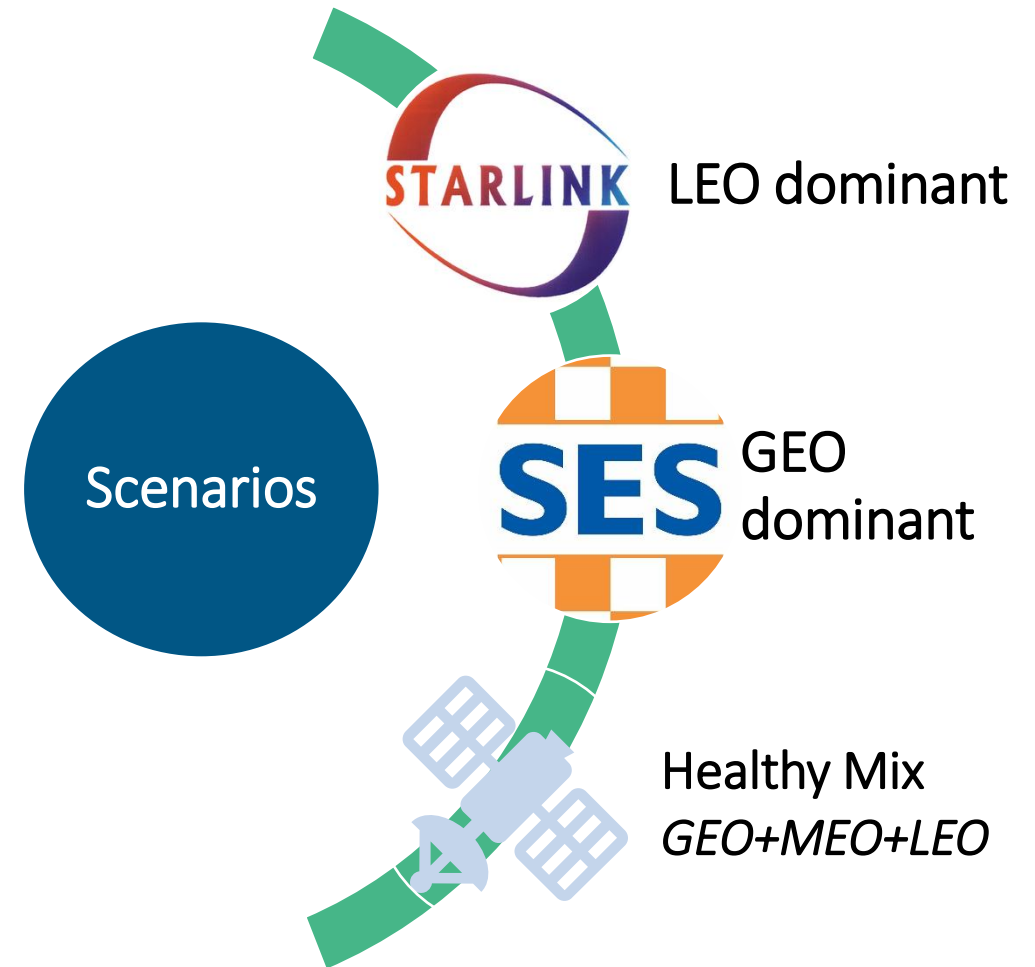 STARLINK
LEO dominant
Scenarios
SES
GEO
dominant
Healthy Mix
GEO+MEO+LEO